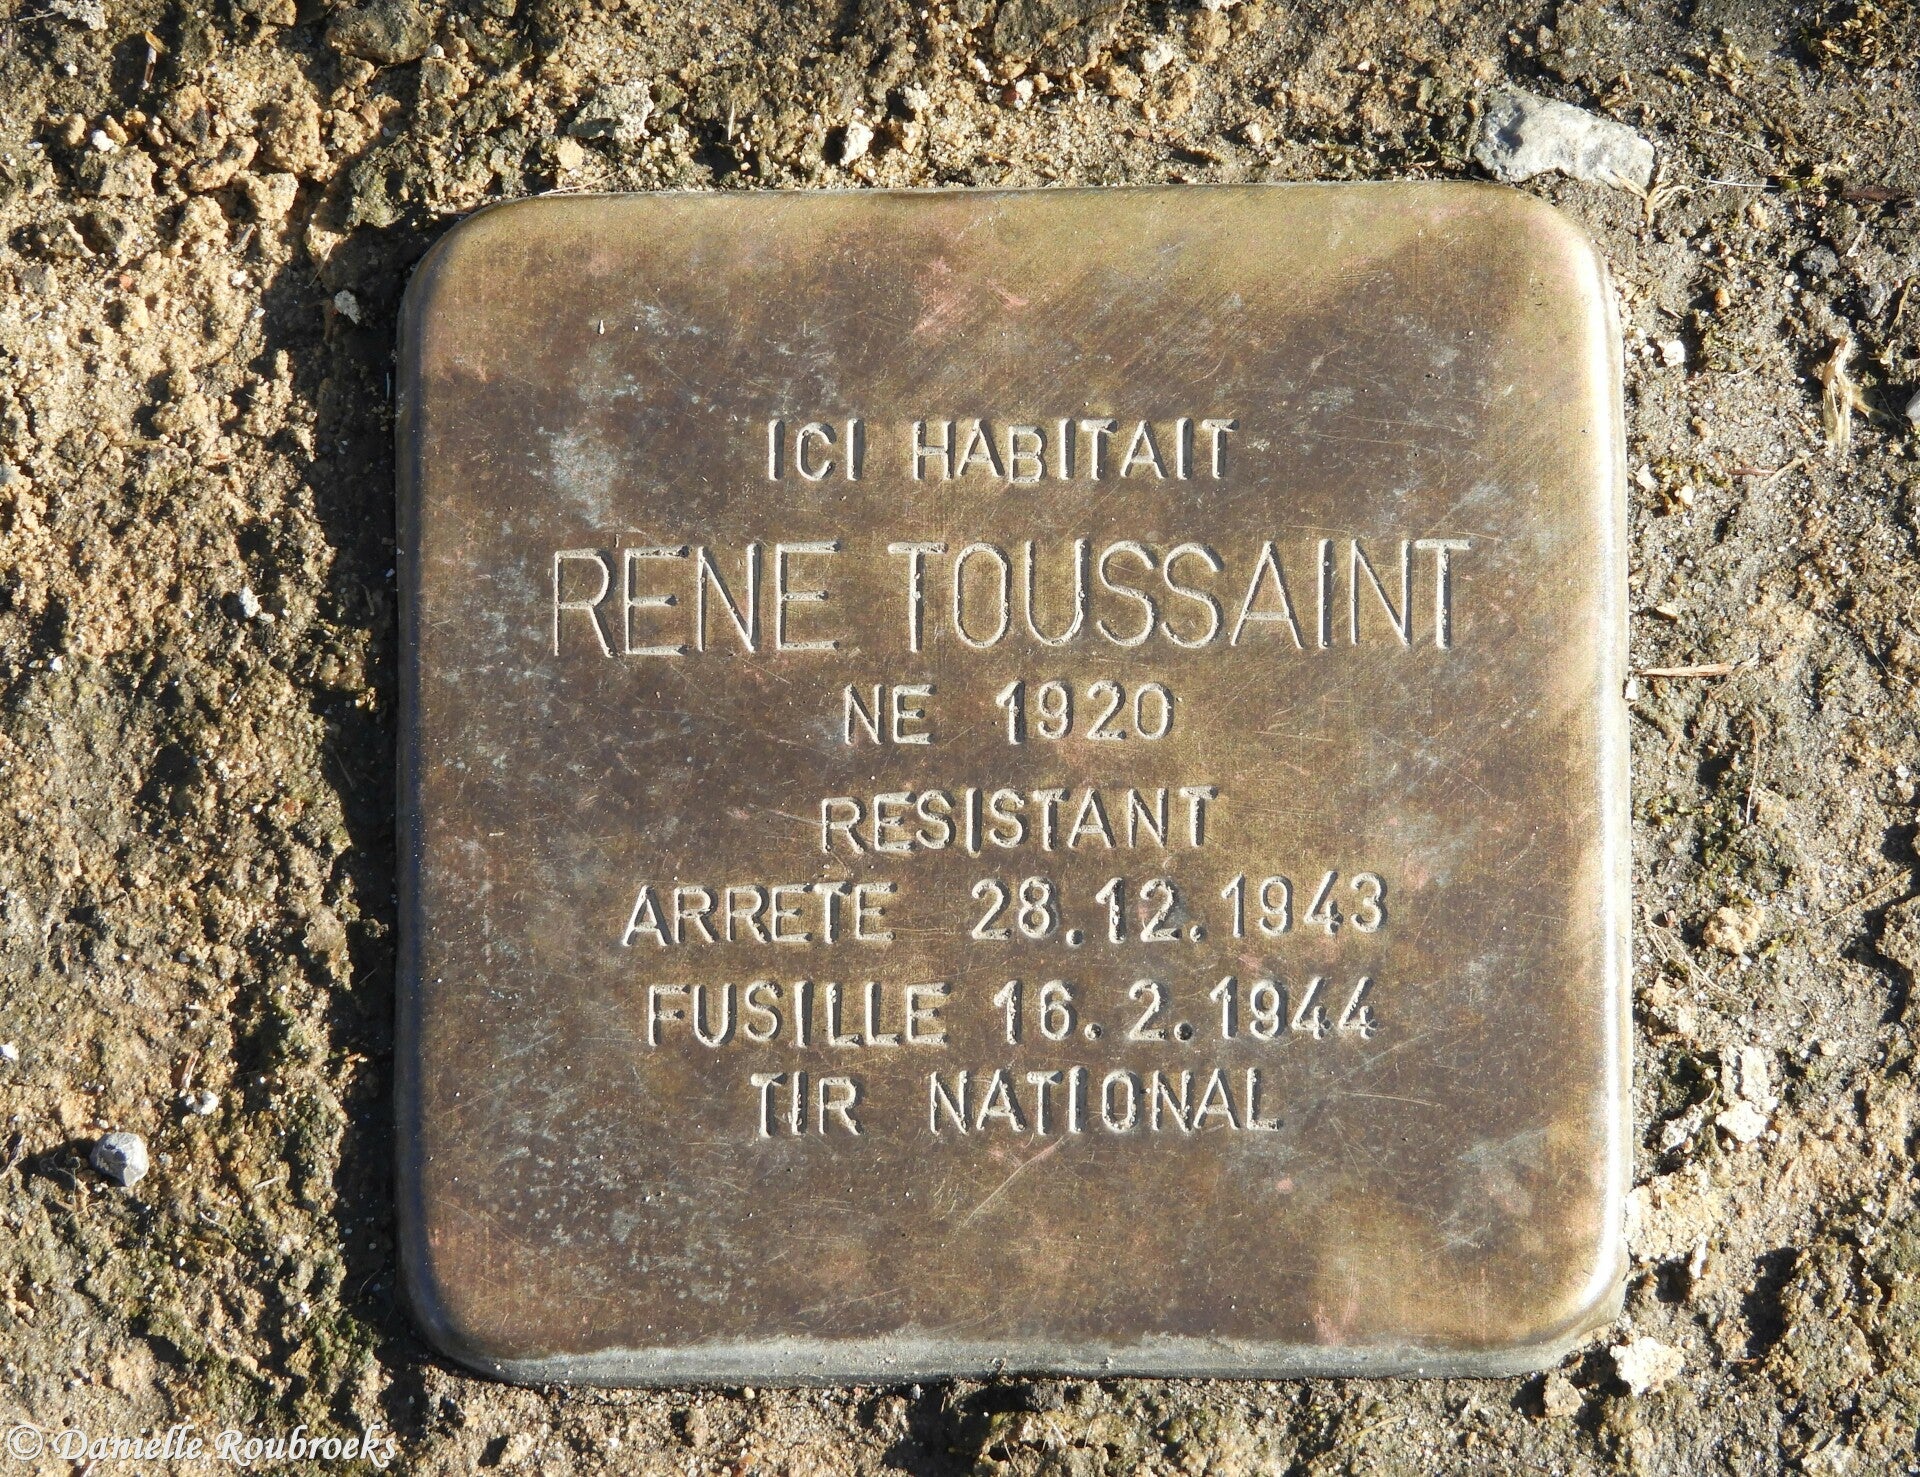 ICI HABITAIT
RENE TOUSSAINT
NE 1920
RESISTANT
ARRETE 28.12.1943
FUSILLE 16.2.1944
TIR NATIONAL
© Danielle Roubroeks